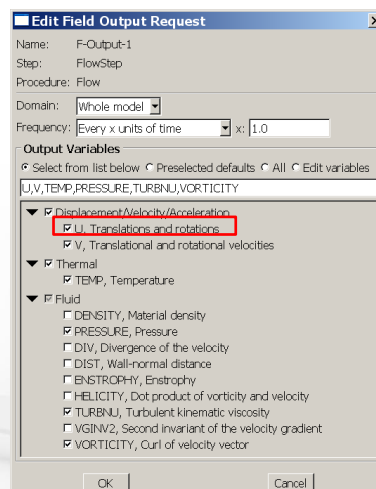 Edit Field Output Request
Name: F-Output-1
Step: FlowStep
Procedure: Flow
Domain: Whole model
Frequency: Every x units of time x: 1.0
Output Variables
Select from list below Preselected defaults All Edit variables
U,V,TEMP,PRESSURE,TURBNU,VORTICITY
Displacement/Velocity/Acceleration
U, Translations and rotations
V, Translational and rotational velocities
Thermal
TEMP, Temperature
Fluid
DENSITY, Material density
PRESSURE, Pressure
DIV, Divergence of the velocity
DIST, Wall-normal distance
ENSTROPHY, Enstrophy
HELICITY, Dot product of vorticity and velocity
TURBNU, Turbulent kinematic viscosity
VGINV2, Second invariant of the velocity gradient
VORTICITY, Curl of velocity vector
OK Cancel